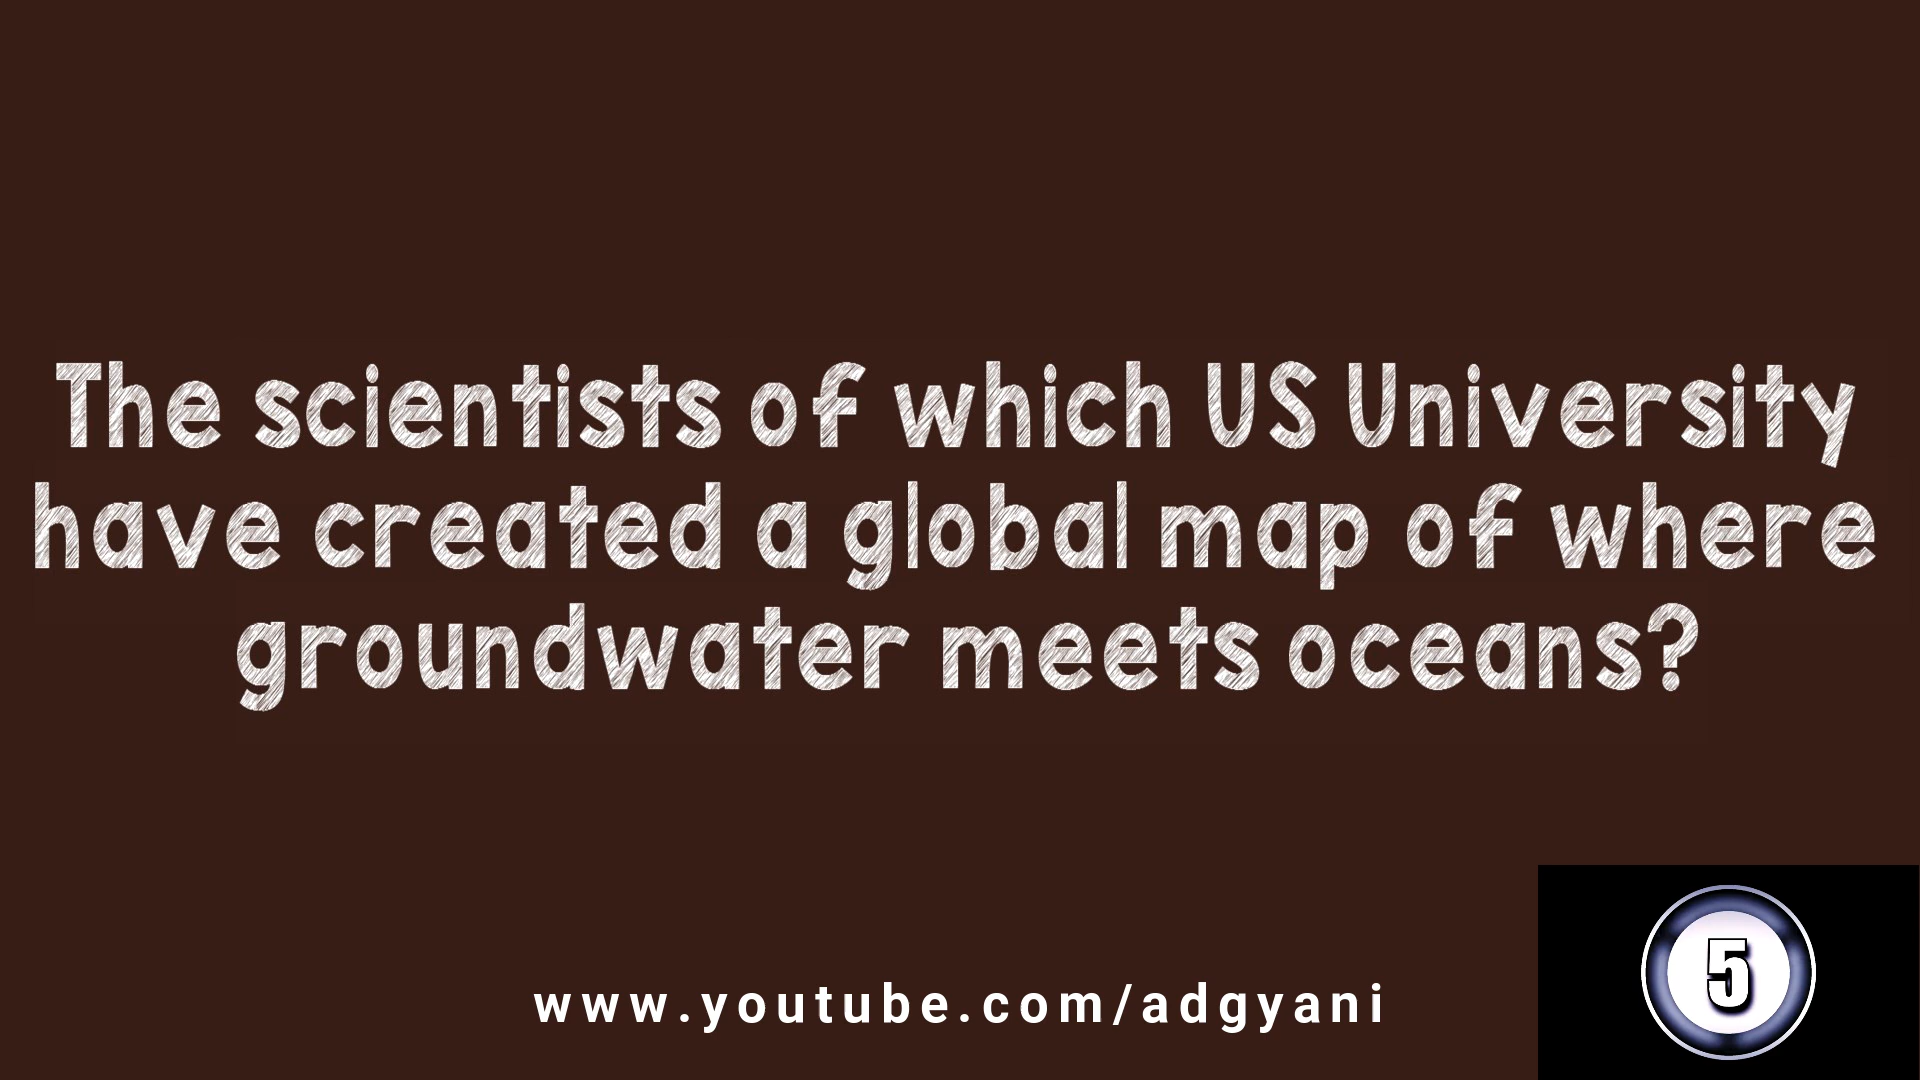 The scientists of which US University
have created a global map of where
groundwater meets oceans?
www.youtube.com/adgyani
5